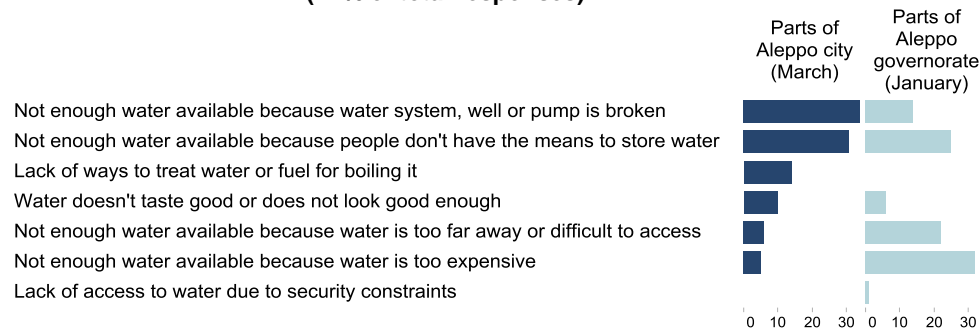 Parts of
Aleppo city
(March)
Parts of
Aleppo
governorate
(January)
Not enough water available because water system, well or pump is broken
Not enough water available because people don't have the means to store water
Lack of ways to treat water or fuel for boiling it
Water doesn't taste good or does not look good enough
Not enough water available because water is too far away or difficult to access
Not enough water available because water is too expensive
Lack of access to water due to security constraints
0 10 20 30 0 10 20 30